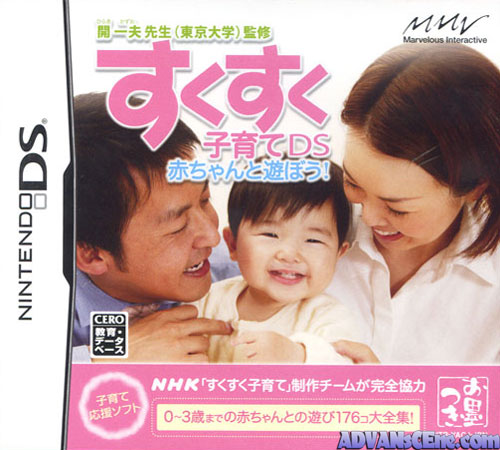 開 一夫 先生(東京大学)監修
ひらき かずお
MMV
Marvelous Interactive
すくすく
子育てDS
赤ちゃんと遊ぼう!
NINTENDO DS
CERO
教育・
データ
ベース
NHK「すくすく子育て」制作チームが完全協力
子育て
応援ソフト
0~3歳までの赤ちゃんとの遊び176コ大全集!
お墨
つき
ADVANsCEne.com